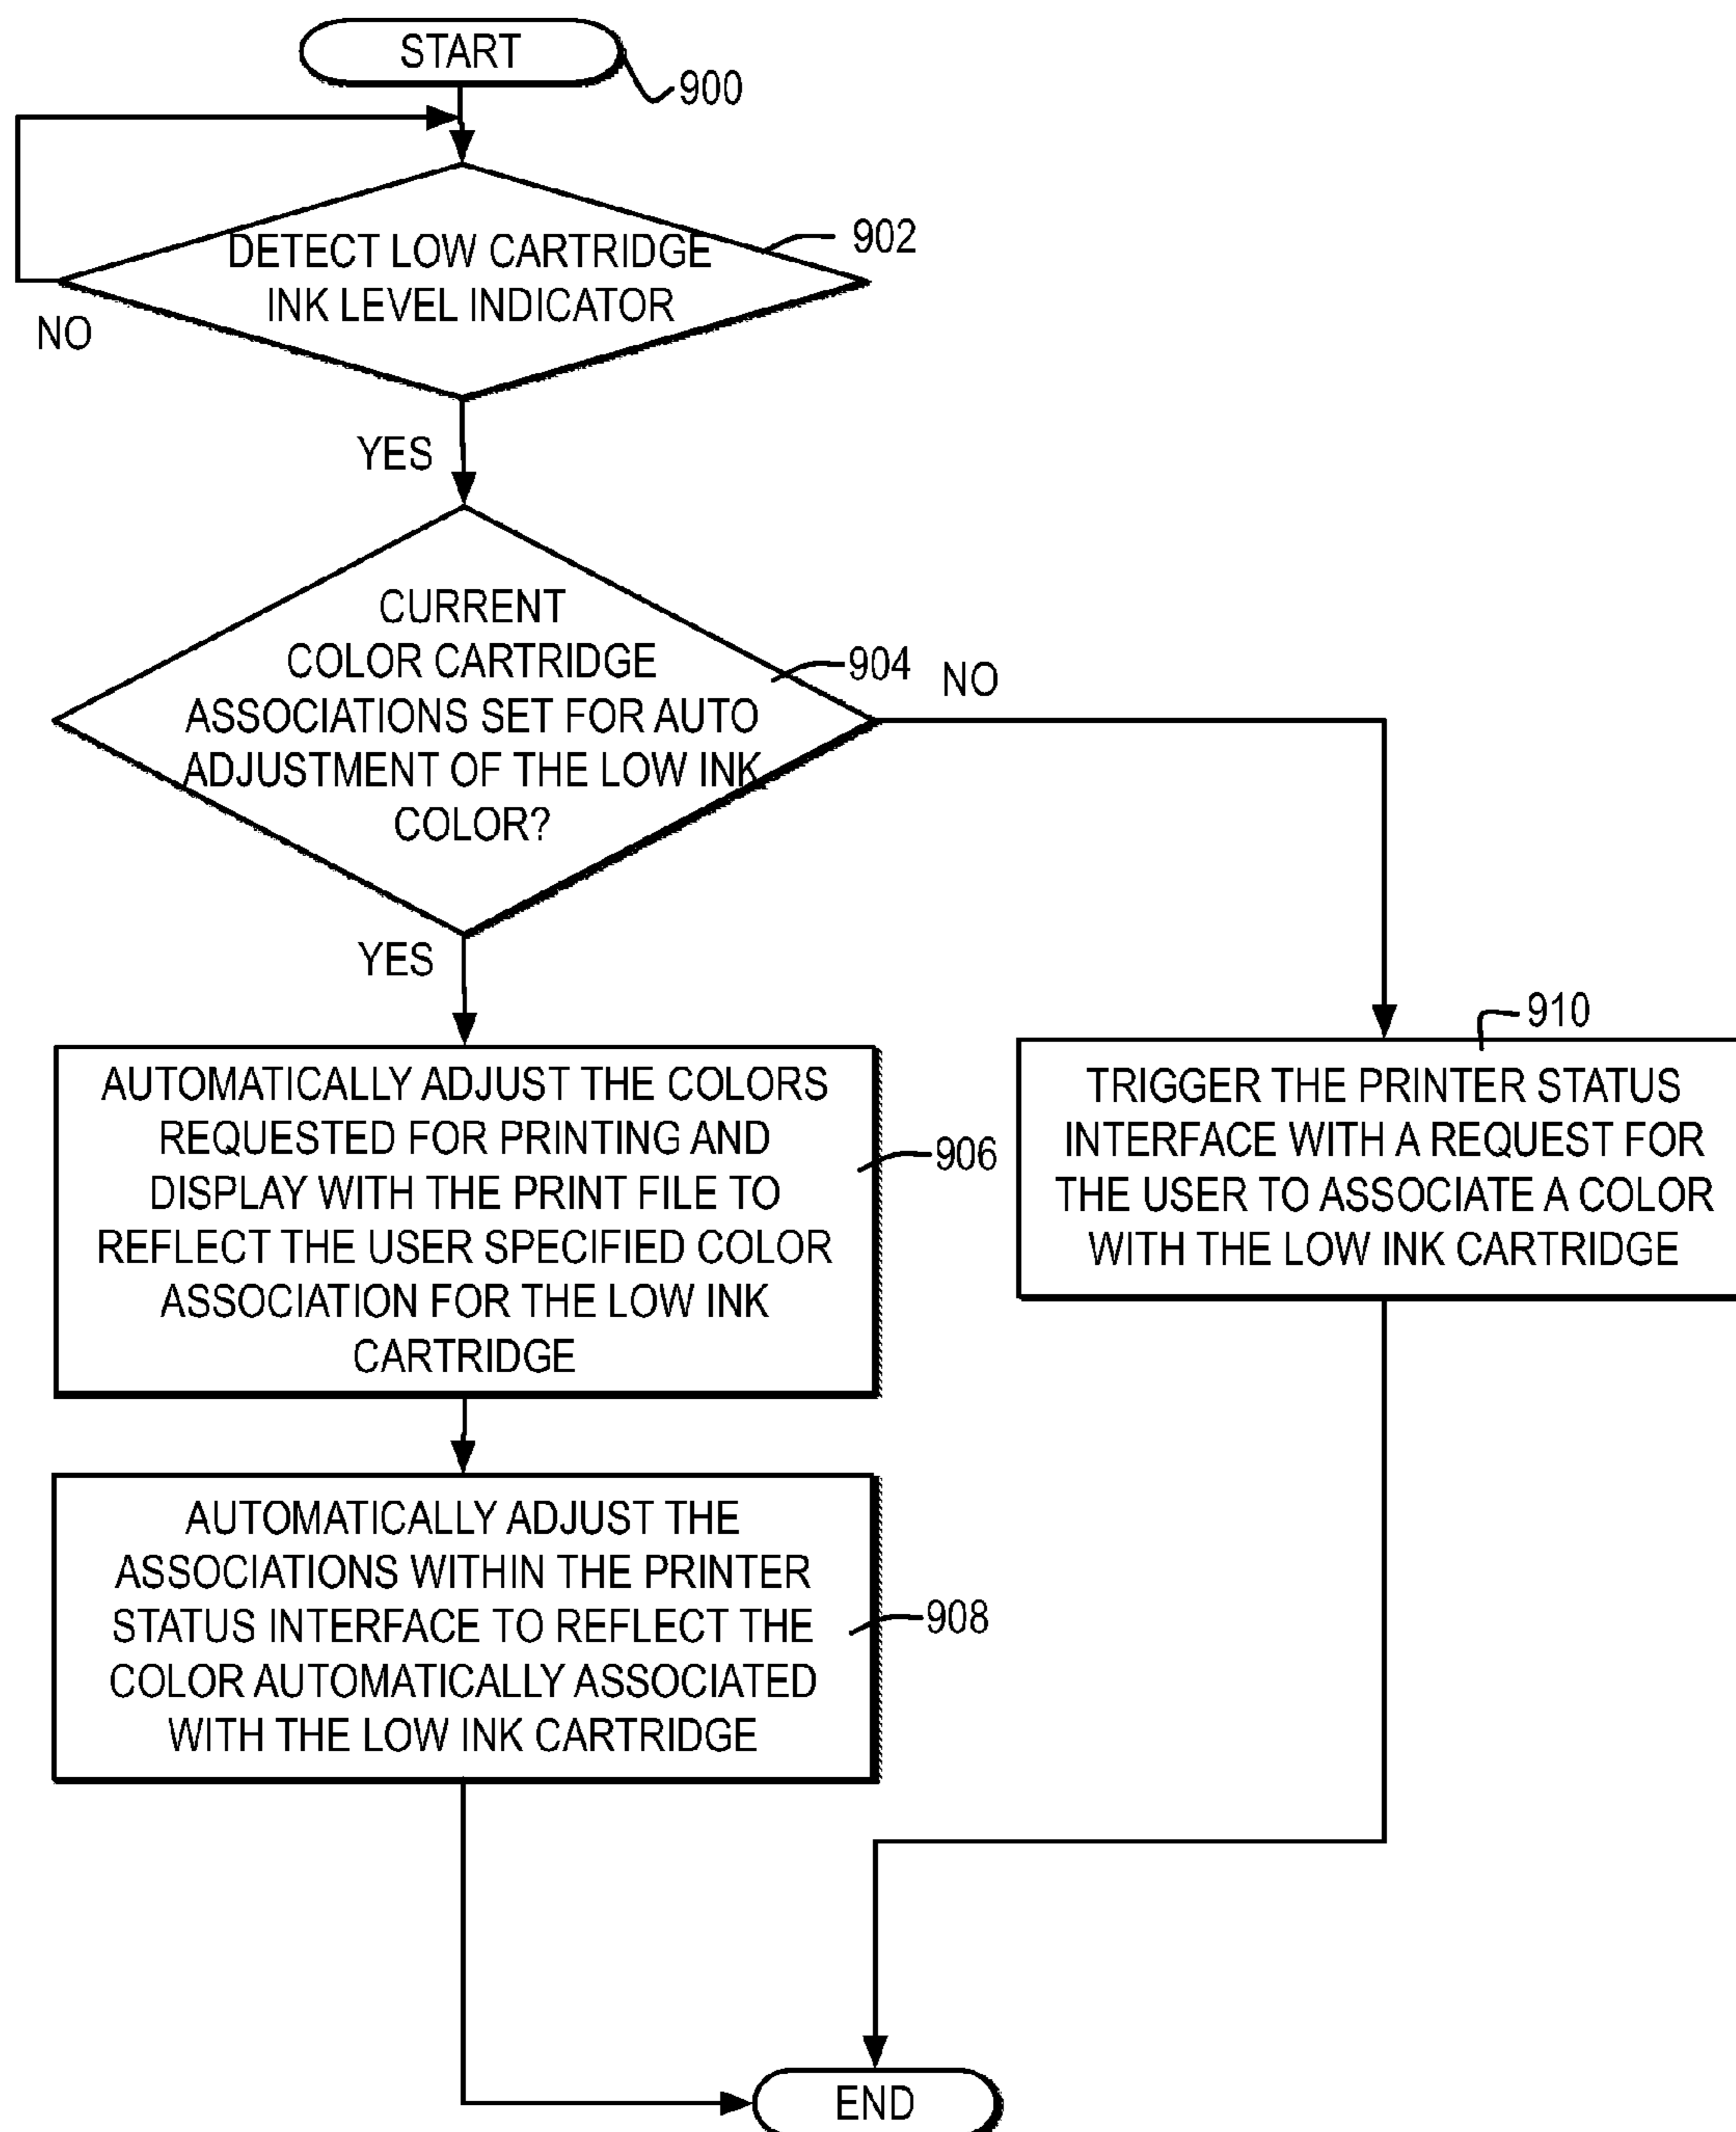 START
900
DETECT LOW CARTRIDGE
INK LEVEL INDICATOR
902
NO
YES
CURRENT
COLOR CARTRIDGE
ASSOCIATIONS SET FOR AUTO
ADJUSTMENT OF THE LOW INK
COLOR?
904
NO
YES
AUTOMATICALLY ADJUST THE COLORS
REQUESTED FOR PRINTING AND
DISPLAY WITH THE PRINT FILE TO
REFLECT THE USER SPECIFIED COLOR
ASSOCIATION FOR THE LOW INK
CARTRIDGE
906
910
TRIGGER THE PRINTER STATUS
INTERFACE WITH A REQUEST FOR
THE USER TO ASSOCIATE A COLOR
WITH THE LOW INK CARTRIDGE
AUTOMATICALLY ADJUST THE
ASSOCIATIONS WITHIN THE PRINTER
STATUS INTERFACE TO REFLECT THE
COLOR AUTOMATICALLY ASSOCIATED
WITH THE LOW INK CARTRIDGE
908
END